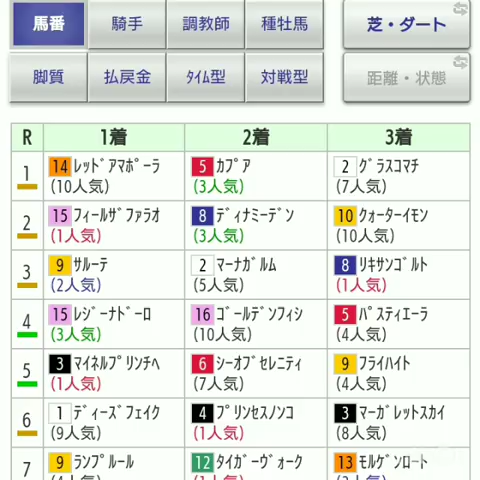 馬番 騎手 調教師 種牡馬 芝・ダート
脚質 払戻金 ﾀｲﾑ型 対戦型 距離・状態
R 1着 2着 3着
1 14 ﾚｯﾄﾞｱﾏﾎﾟｰﾗ 5 ｶﾌﾟｱ 2 ｸﾞﾗｽｺﾏﾁ
(10人気) (3人気) (7人気)
2 15 ﾌｨｰﾙｻﾞﾌｧﾗｵ 8 ﾃﾞｨﾅﾐｰﾃﾞﾝ 10 ｸｫｰﾀｰｲﾓﾝ
(1人気) (3人気) (10人気)
3 9 ｻﾙｰﾃ 2 ﾏｰﾅｶﾞﾙﾑ 8 ﾘｷｻﾝｺﾞﾙﾄ
(2人気) (5人気) (1人気)
4 15 ﾚｼﾞｰﾅﾄﾞｰﾛ 16 ｺﾞｰﾙﾃﾞﾝﾌｨｼ 5 ﾊﾟｽﾃｨｴｰﾗ
(3人気) (10人気) (4人気)
5 3 ﾏｲﾈﾙﾌﾟﾘﾝﾁﾍ 6 ｼｰｵﾌﾞｾﾚﾆﾃｨ 9 ﾌﾗｲﾊｲﾄ
(1人気) (7人気) (4人気)
6 1 ﾃﾞｨｰｽﾞﾌｪｲｸ 4 ﾌﾟﾘﾝｾｽﾉﾝｺ 3 ﾏｰｶﾞﾚｯﾄｽｶｲ
(9人気) (1人気) (8人気)
7 9 ﾗﾝﾌﾟﾙｰﾙ 12 ﾀｲｶﾞｰｳﾞｫｰｸ 13 ﾓﾙｹﾞﾝﾛｰﾄ